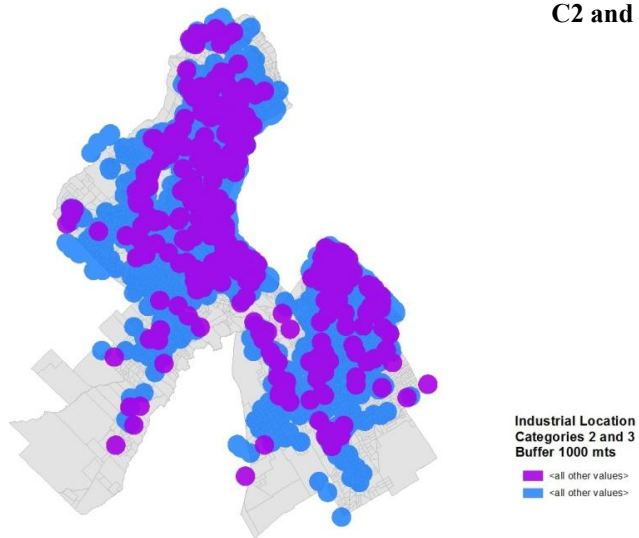 C2 and
Industrial Location
Categories 2 and 3
Buffer 1000 mts
<all other values>
<all other values>